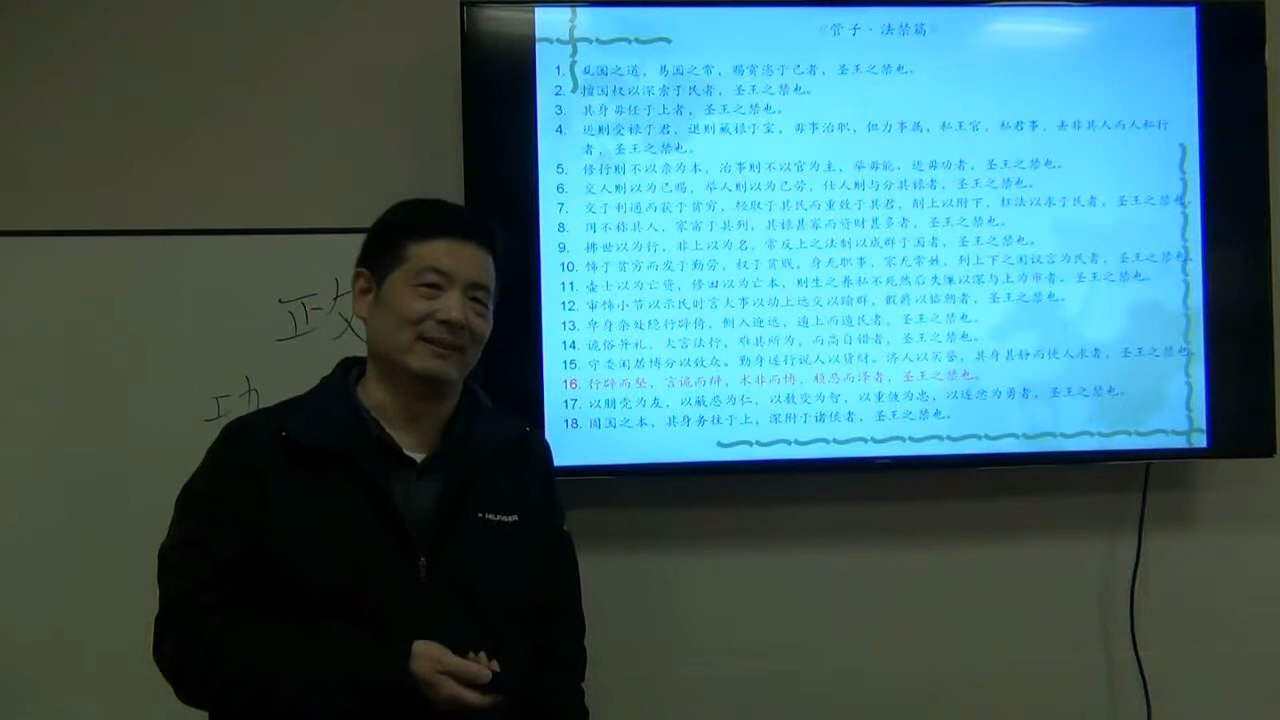 《管子·法禁篇》
1. 乱国之道，易国之常，赐赏恣于己者，圣王之禁也。
2. 擅国权以深索于民者，圣王之禁也。
3. 其身毋任于上者，圣王之禁也。
4. 进则受禄于君，退则藏禄于室，毋事治职，但力事属，私王官，私君事，去非其人而人私行
者，圣王之禁也。
5. 修行则不以亲为本，治事则不以官为主，举毋能、进毋功者，圣王之禁也。
6. 交人则以为己赐，举人则以为己劳，仕人则与分其禄者，圣王之禁也。
7. 交于利通而获于贫穷，轻取于其民而重致于其君，削上以附下，枉法以求于民者，圣王之禁也。
8. 用不称其人，家富于其列，其禄甚寡而资财甚多者，圣王之禁也。
9. 拂世以为行，非上以为名，常反上之法制以成群于国者，圣王之禁也。
10. 饰于贫穷而发于勤劳，权于贫贱，身无职事，家无常姓，列上下之间议言为民者，圣王之禁也。
11. 壶士以为亡资，修田以为亡本，则生之养私不死然后失矯以深与上为市者，圣王之禁也。
12. 审饰小节以示民时言大事以动上远交以踰群，假爵以临朝者，圣王之禁也。
13. 卑身杂处隐行辟倚，侧入迎远，遁上而遁民者，圣王之禁也。
14. 诡俗异礼，大言法行，难其所为，而高自错者，圣王之禁也。
15. 守委闲居博分以致众。勤身遂行说人以货财。济人以买誉，其身甚静而使人求者，圣王之禁也。
16. 行辟而坚，言诡而辩，术非而博，顺恶而泽者，圣王之禁也。
17. 以朋党为友，以蔽恶为仁，以数变为智，以重敛为忠，以遂忿为勇者，圣王之禁也。
18. 固国之本，其身务往于上，深附于诸侯者，圣王之禁也。
政
功
HILFIGER